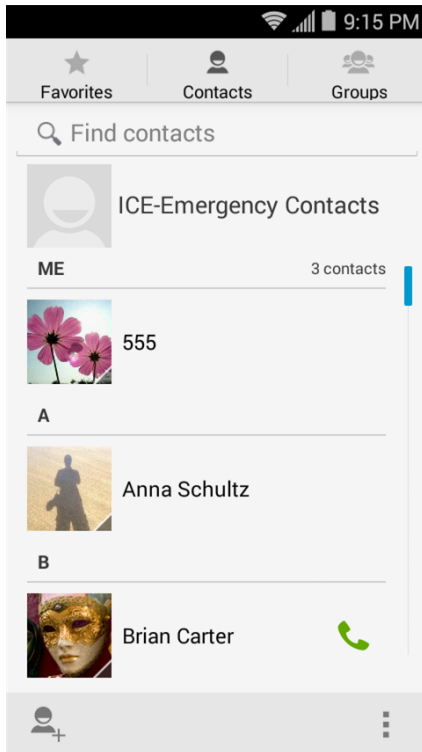 9:15 PM
Favorites Contacts Groups
Find contacts
ICE-Emergency Contacts
ME 3 contacts
555
A
Anna Schultz
B
Brian Carter